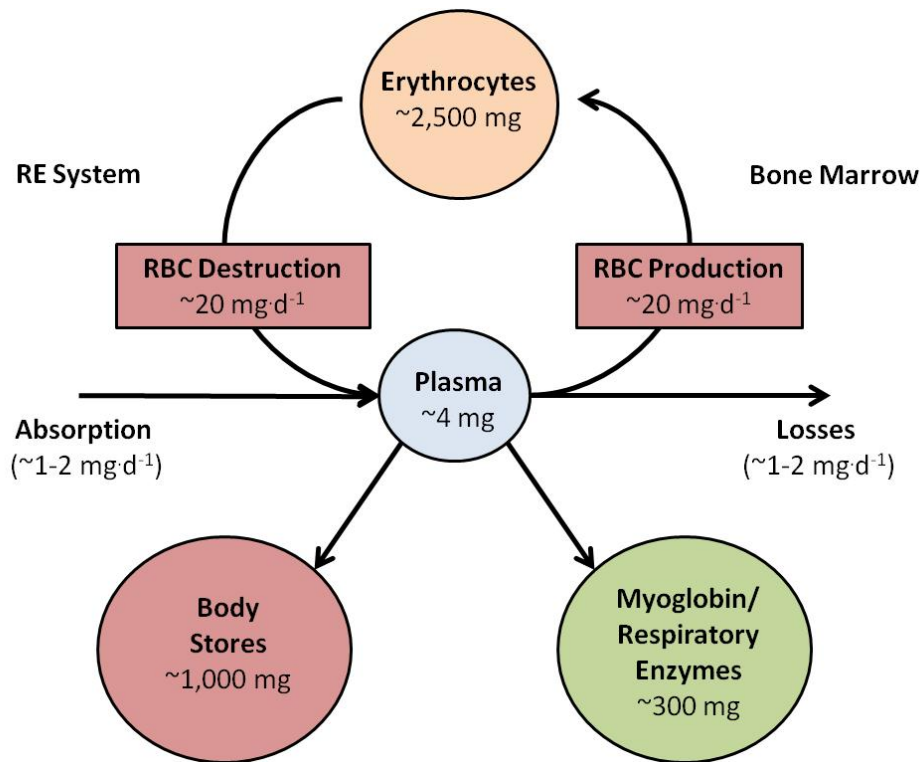 Erythrocytes
~2,500 mg
RE System
Bone Marrow
RBC Destruction
~20 mg·d⁻¹
RBC Production
~20 mg·d⁻¹
Plasma
~4 mg
Absorption
(~1-2 mg·d⁻¹)
Losses
(~1-2 mg·d⁻¹)
Body
Stores
~1,000 mg
Myoglobin/
Respiratory
Enzymes
~300 mg